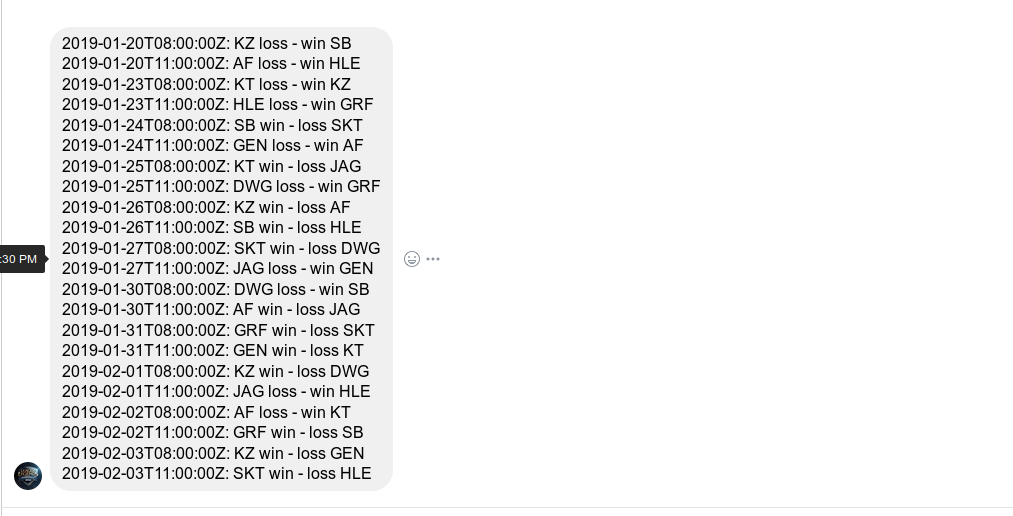 2019-01-20T08:00:00Z: KZ loss - win SB
2019-01-20T11:00:00Z: AF loss - win HLE
2019-01-23T08:00:00Z: KT loss - win KZ
2019-01-23T11:00:00Z: HLE loss - win GRF
2019-01-24T08:00:00Z: SB win - loss SKT
2019-01-24T11:00:00Z: GEN loss - win AF
2019-01-25T08:00:00Z: KT win - loss JAG
2019-01-25T11:00:00Z: DWG loss - win GRF
2019-01-26T08:00:00Z: KZ win - loss AF
2019-01-26T11:00:00Z: SB win - loss HLE
2019-01-27T08:00:00Z: SKT win - loss DWG
:30 PM
2019-01-27T11:00:00Z: JAG loss - win GEN
2019-01-30T08:00:00Z: DWG loss - win SB
2019-01-30T11:00:00Z: AF win - loss JAG
2019-01-31T08:00:00Z: GRF win - loss SKT
2019-01-31T11:00:00Z: GEN win - loss KT
2019-02-01T08:00:00Z: KZ win - loss DWG
2019-02-01T11:00:00Z: JAG loss - win HLE
2019-02-02T08:00:00Z: AF loss - win KT
2019-02-02T11:00:00Z: GRF win - loss SB
2019-02-03T08:00:00Z: KZ win - loss GEN
2019-02-03T11:00:00Z: SKT win - loss HLE